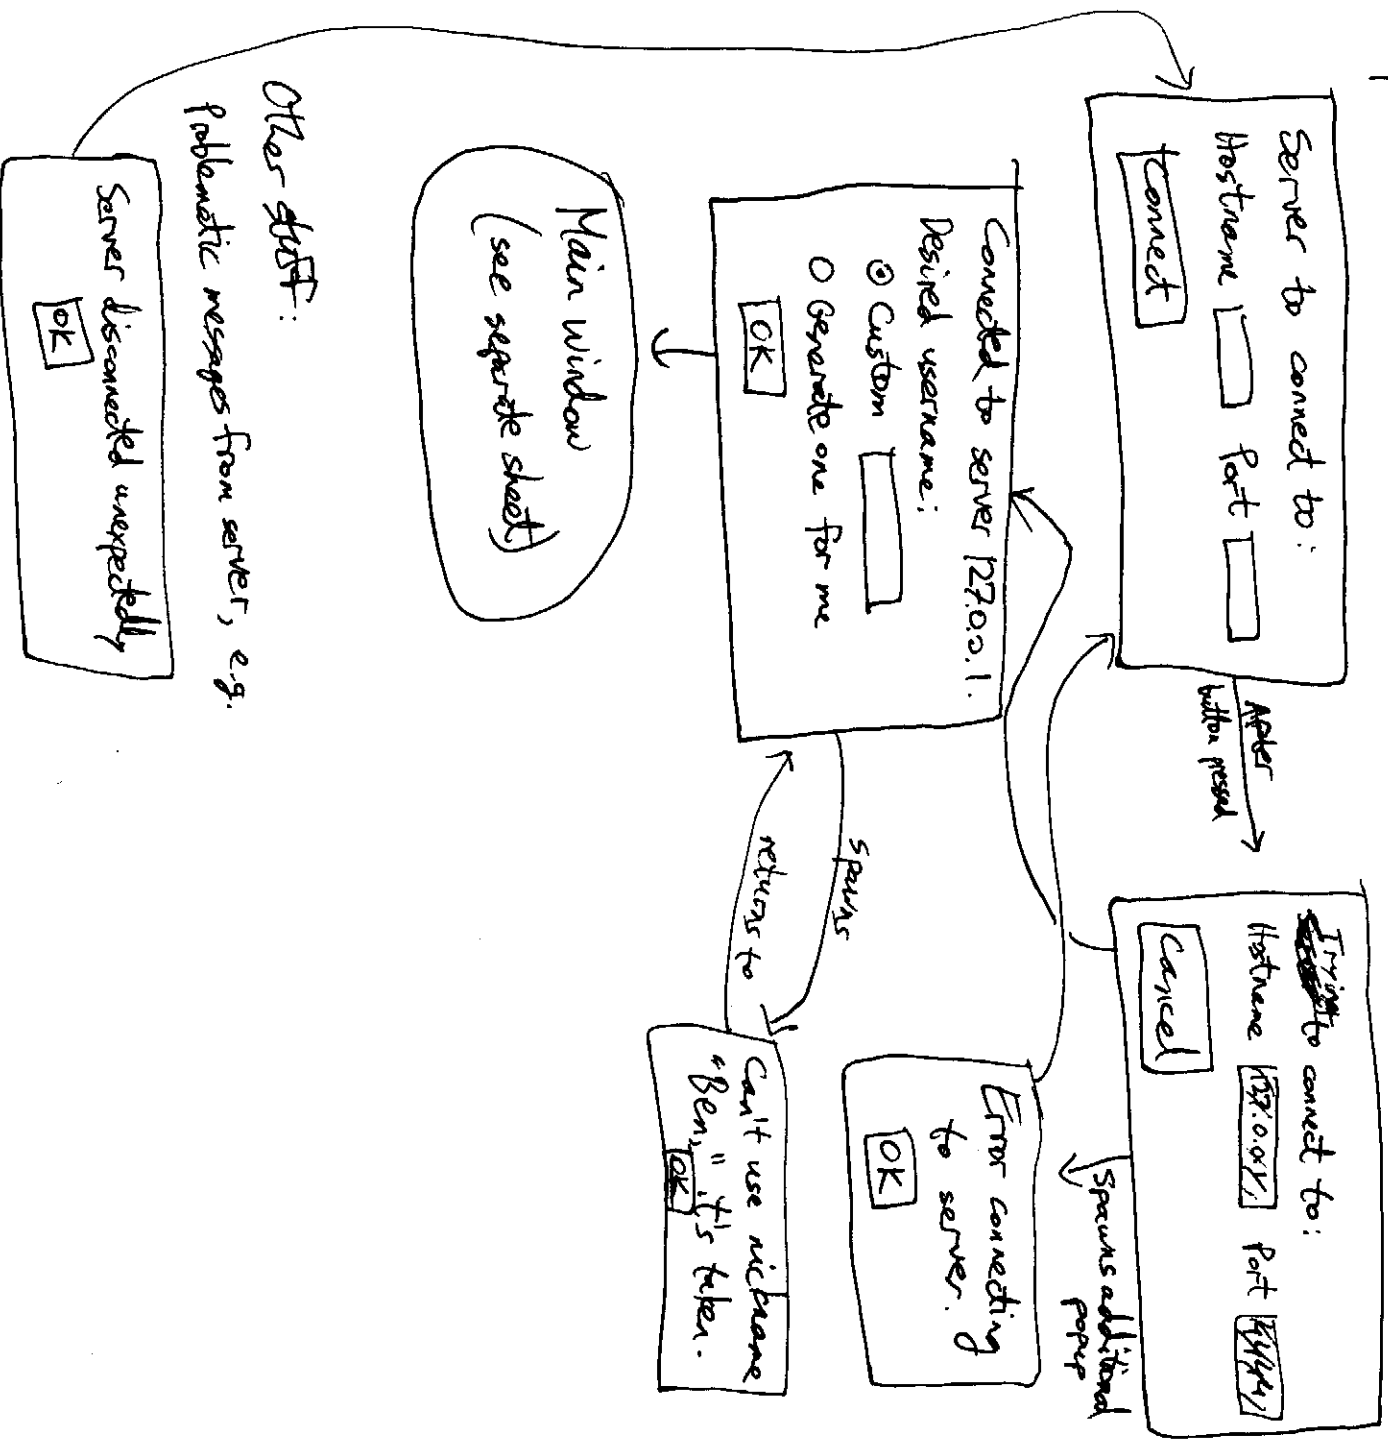 Server to connect to:
Hostname Port
Connect
After
button pressed
Trying to connect to:
Hostname 127.0.0.1 Port 4444
Cancel
Spawns additional
popup
Error connecting
to server.
OK
Connected to server 127.0.0.1.
Desired username:
Custom
Generate one for me
OK
spawns
returns to
Can't use nickname
"Ben," it's taken.
OK
Main window
(see separate sheet)
Other stuff:
Problematic messages from server, e.g.
Server disconnected unexpectedly
OK